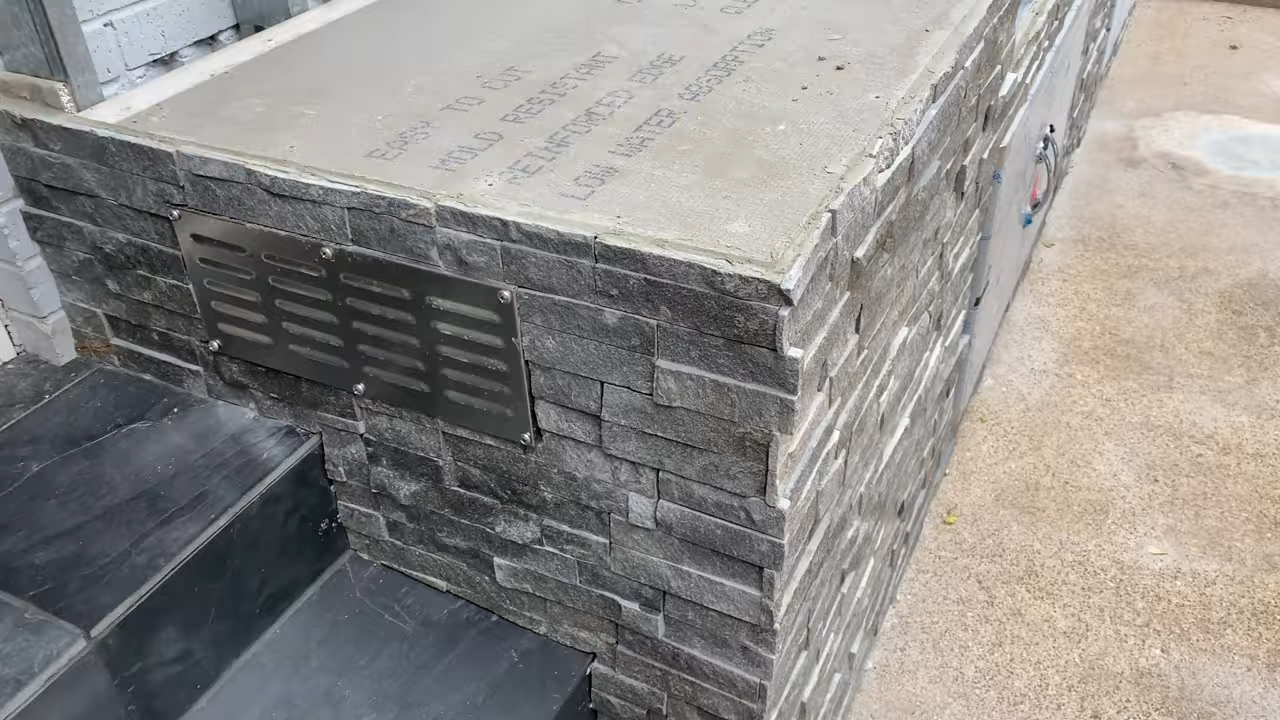 EASY TO CUT
MOLD RESISTANT
REINFORCED EDGE
LOW WATER ABSORPTION